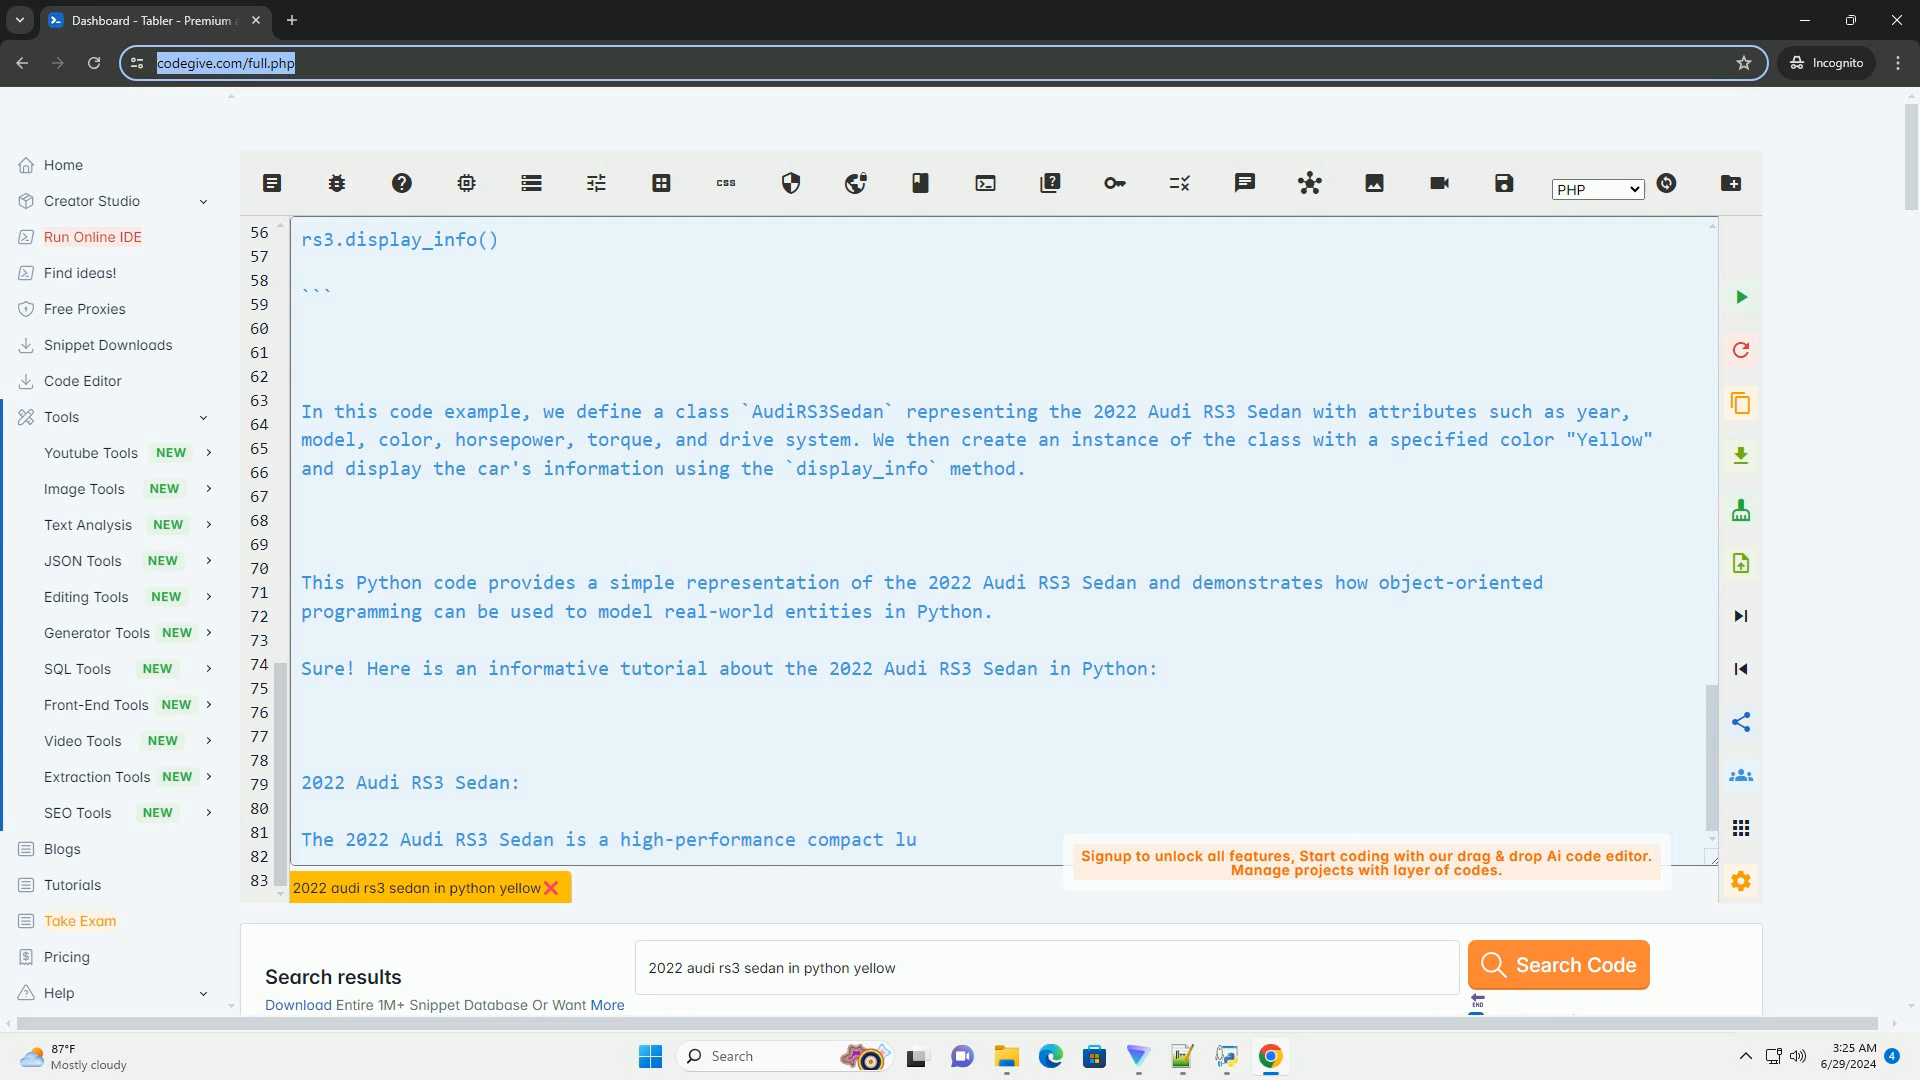 Dashboard - Tabler - Premium
codegive.com/full.php
Incognito
Home
Creator Studio
Run Online IDE
Find ideas!
Free Proxies
Snippet Downloads
Code Editor
Tools
Youtube Tools NEW
Image Tools NEW
Text Analysis NEW
JSON Tools NEW
Editing Tools NEW
Generator Tools NEW
SQL Tools NEW
Front-End Tools NEW
Video Tools NEW
Extraction Tools NEW
SEO Tools NEW
Blogs
Tutorials
Take Exam
Pricing
Help
css
PHP
56
57
58
59
60
61
62
63
64
65
66
67
68
69
70
71
72
73
74
75
76
77
78
79
80
81
82
83
rs3.display_info()
```
In this code example, we define a class `AudiRS3Sedan` representing the 2022 Audi RS3 Sedan with attributes such as year,
model, color, horsepower, torque, and drive system. We then create an instance of the class with a specified color "Yellow"
and display the car's information using the `display_info` method.
This Python code provides a simple representation of the 2022 Audi RS3 Sedan and demonstrates how object-oriented
programming can be used to model real-world entities in Python.
Sure! Here is an informative tutorial about the 2022 Audi RS3 Sedan in Python:
2022 Audi RS3 Sedan:
The 2022 Audi RS3 Sedan is a high-performance compact lu
Signup to unlock all features, Start coding with our drag & drop Ai code editor.
Manage projects with layer of codes.
2022 audi rs3 sedan in python yellow
Search results
Download Entire 1M+ Snippet Database Or Want More
2022 audi rs3 sedan in python yellow
Search Code
END
87°F
Mostly cloudy
Search
3:25 AM
6/29/2024
4